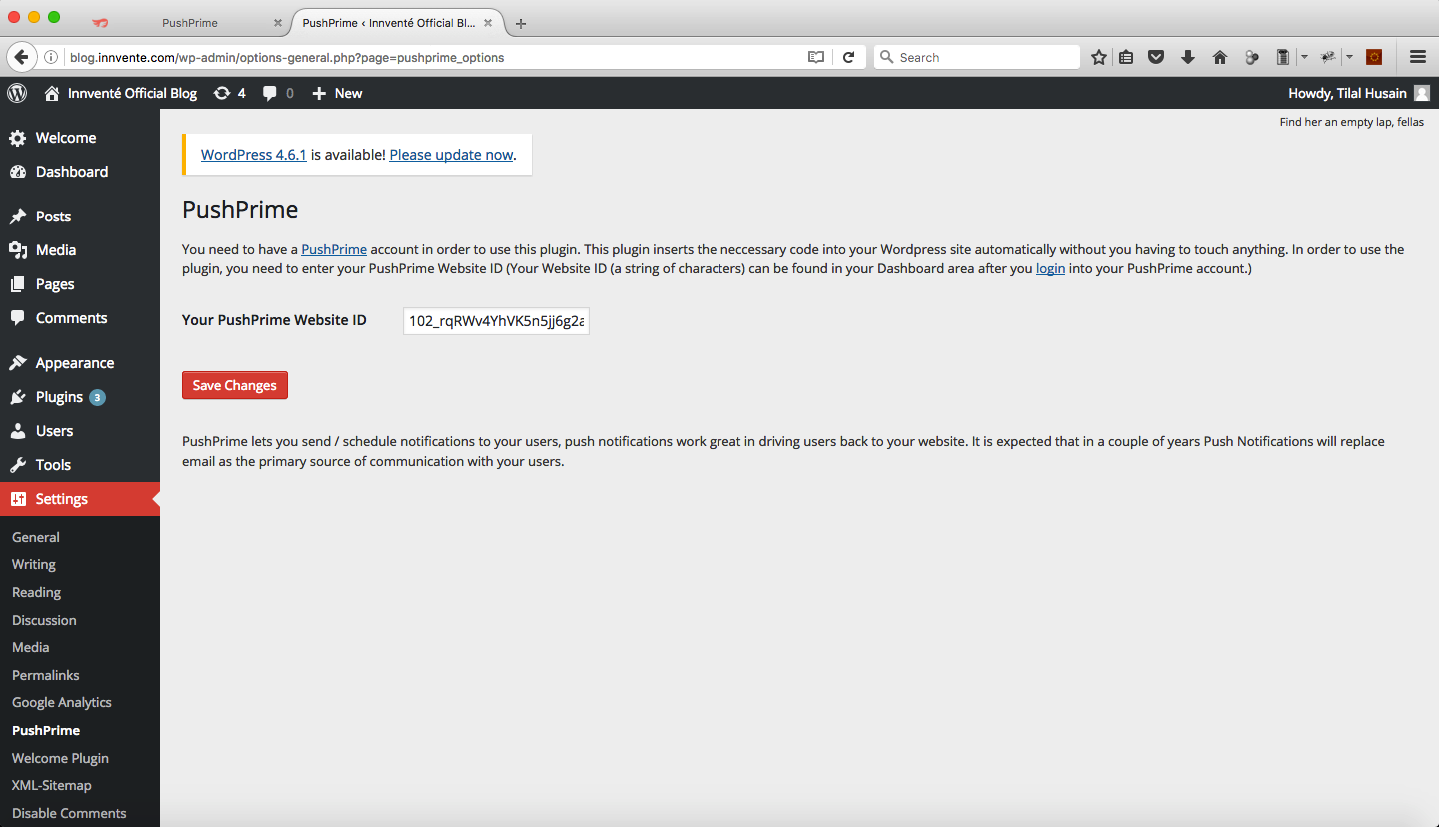 PushPrime
PushPrime ‹ Innventé Official Bl...
blog.innvente.com/wp-admin/options-general.php?page=pushprime_options
Search
Innventé Official Blog
4
0
New
Howdy, Tilal Husain
Find her an empty lap, fellas
Welcome
Dashboard
Posts
Media
Pages
Comments
Appearance
Plugins 3
Users
Tools
Settings
General
Writing
Reading
Discussion
Media
Permalinks
Google Analytics
PushPrime
Welcome Plugin
XML-Sitemap
Disable Comments
WordPress 4.6.1 is available! Please update now.
PushPrime
You need to have a PushPrime account in order to use this plugin. This plugin inserts the neccessary code into your Wordpress site automatically without you having to touch anything. In order to use the
plugin, you need to enter your PushPrime Website ID (Your Website ID (a string of characters) can be found in your Dashboard area after you login into your PushPrime account.)
Your PushPrime Website ID
102_rqRWv4YhVK5n5jj6g2a
Save Changes
PushPrime lets you send / schedule notifications to your users, push notifications work great in driving users back to your website. It is expected that in a couple of years Push Notifications will replace
email as the primary source of communication with your users.